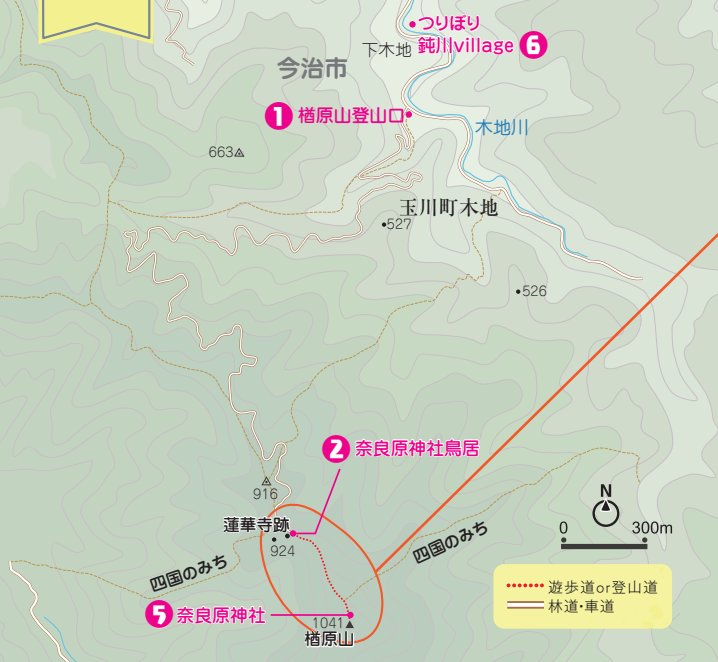 つりぼり
鈍川village 6
下木地
今治市
1 楢原山登山口
木地川
663
玉川町木地
527
526
2 奈良原神社鳥居
916
N
0 300m
蓮華寺跡
924
四国のみち
四国のみち
遊歩道or登山道
林道・車道
5 奈良原神社
1041
楢原山